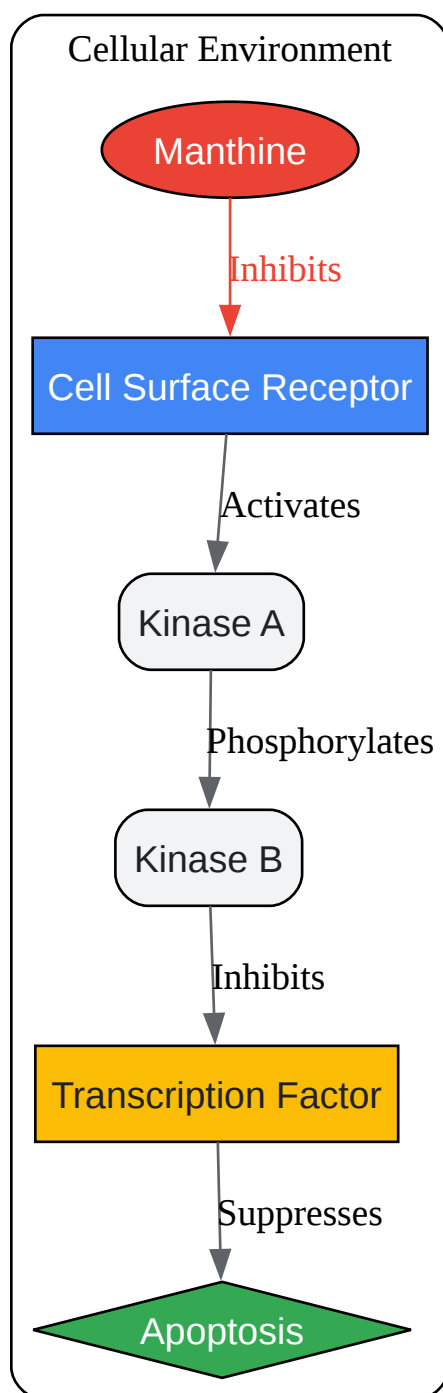 Cellular Environment
Manthine
Inhibits
Cell Surface Receptor
Activates
Kinase A
Phosphorylates
Kinase B
Inhibits
Transcription Factor
Suppresses
Apoptosis